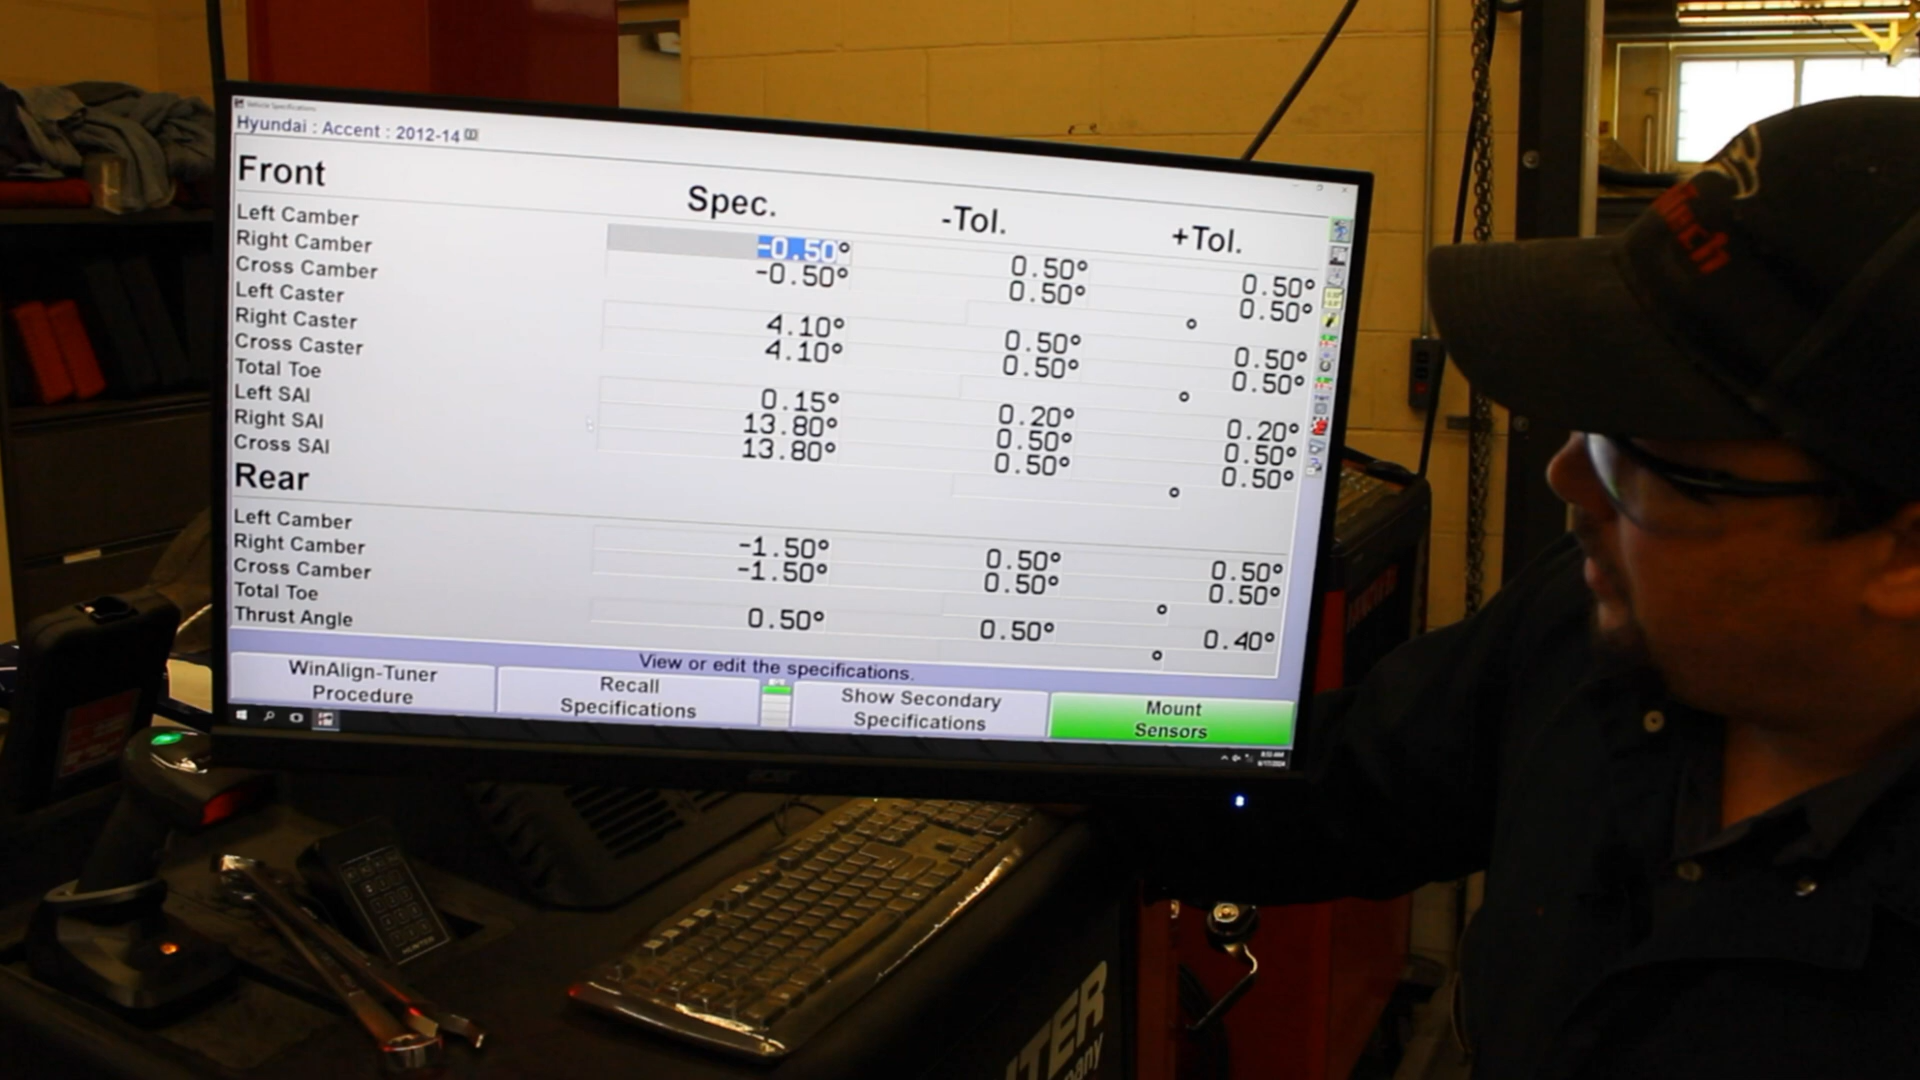 Vehicle Specifications
Hyundai : Accent : 2012-14
Front Spec. -Tol. +Tol.
Left Camber -0.50° 0.50° 0.50°
Right Camber -0.50° 0.50° 0.50°
Cross Camber °
Left Caster 4.10° 0.50° 0.50°
Right Caster 4.10° 0.50° 0.50°
Cross Caster °
Total Toe 0.15° 0.20° 0.20°
Left SAI 13.80° 0.50° 0.50°
Right SAI 13.80° 0.50° 0.50°
Cross SAI °
Rear
Left Camber -1.50° 0.50° 0.50°
Right Camber -1.50° 0.50° 0.50°
Cross Camber °
Total Toe 0.50° 0.50° 0.40°
Thrust Angle °
View or edit the specifications.
WinAlign-Tuner
Procedure
Recall
Specifications
Show Secondary
Specifications
Mount
Sensors
HUNTER